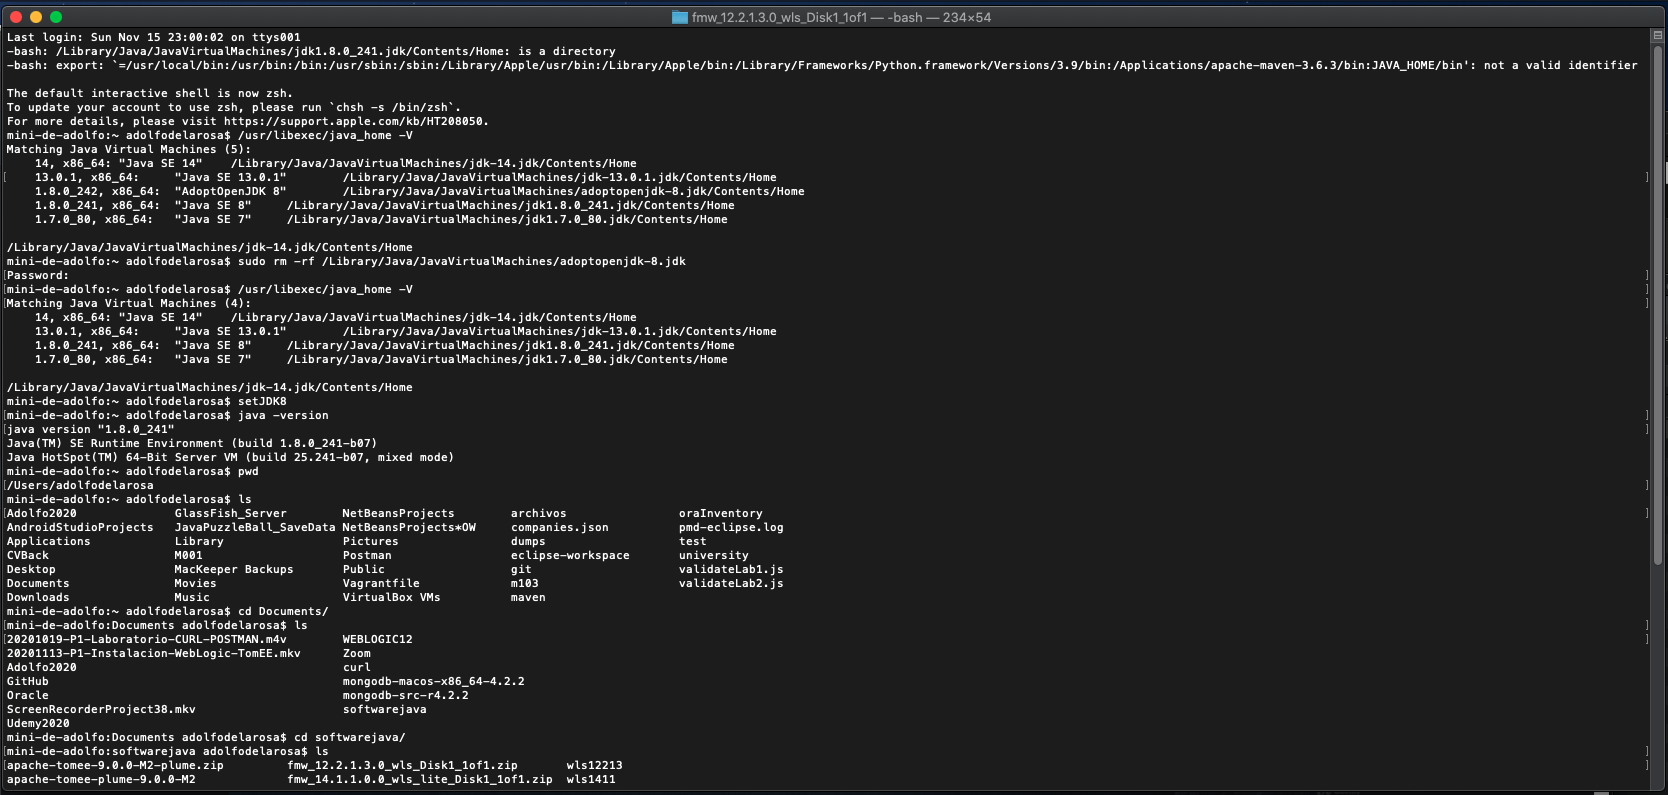 fmw_12.2.1.3.0_wls_Disk1_1of1 — -bash — 234×54
Last login: Sun Nov 15 23:00:02 on ttys001
-bash: /Library/Java/JavaVirtualMachines/jdk1.8.0_241.jdk/Contents/Home: is a directory
-bash: export: `=/usr/local/bin:/usr/bin:/bin:/usr/sbin:/sbin:/Library/Apple/usr/bin:/Library/Apple/bin:/Library/Frameworks/Python.framework/Versions/3.9/bin:/Applications/apache-maven-3.6.3/bin:JAVA_HOME/bin': not a valid identifier
The default interactive shell is now zsh.
To update your account to use zsh, please run `chsh -s /bin/zsh`.
For more details, please visit https://support.apple.com/kb/HT208050.
mini-de-adolfo:~ adolfodelarosa$ /usr/libexec/java_home -V
Matching Java Virtual Machines (5):
    14, x86_64: "Java SE 14"    /Library/Java/JavaVirtualMachines/jdk-14.jdk/Contents/Home
[    13.0.1, x86_64:     "Java SE 13.0.1"        /Library/Java/JavaVirtualMachines/jdk-13.0.1.jdk/Contents/Home ]
    1.8.0_242, x86_64:  "AdoptOpenJDK 8"        /Library/Java/JavaVirtualMachines/adoptopenjdk-8.jdk/Contents/Home
    1.8.0_241, x86_64:  "Java SE 8"     /Library/Java/JavaVirtualMachines/jdk1.8.0_241.jdk/Contents/Home
    1.7.0_80, x86_64:   "Java SE 7"     /Library/Java/JavaVirtualMachines/jdk1.7.0_80.jdk/Contents/Home
/Library/Java/JavaVirtualMachines/jdk-14.jdk/Contents/Home
mini-de-adolfo:~ adolfodelarosa$ sudo rm -rf /Library/Java/JavaVirtualMachines/adoptopenjdk-8.jdk
[Password: ]
[mini-de-adolfo:~ adolfodelarosa$ /usr/libexec/java_home -V ]
[Matching Java Virtual Machines (4): ]
    14, x86_64: "Java SE 14"    /Library/Java/JavaVirtualMachines/jdk-14.jdk/Contents/Home
    13.0.1, x86_64:     "Java SE 13.0.1"        /Library/Java/JavaVirtualMachines/jdk-13.0.1.jdk/Contents/Home
    1.8.0_241, x86_64:  "Java SE 8"     /Library/Java/JavaVirtualMachines/jdk1.8.0_241.jdk/Contents/Home
    1.7.0_80, x86_64:   "Java SE 7"     /Library/Java/JavaVirtualMachines/jdk1.7.0_80.jdk/Contents/Home
/Library/Java/JavaVirtualMachines/jdk-14.jdk/Contents/Home
mini-de-adolfo:~ adolfodelarosa$ setJDK8
[mini-de-adolfo:~ adolfodelarosa$ java -version ]
[java version "1.8.0_241" ]
Java(TM) SE Runtime Environment (build 1.8.0_241-b07)
Java HotSpot(TM) 64-Bit Server VM (build 25.241-b07, mixed mode)
mini-de-adolfo:~ adolfodelarosa$ pwd
[/Users/adolfodelarosa ]
mini-de-adolfo:~ adolfodelarosa$ ls
[Adolfo2020              GlassFish_Server        NetBeansProjects        archivos                oraInventory ]
AndroidStudioProjects   JavaPuzzleBall_SaveData NetBeansProjects*OW     companies.json          pmd-eclipse.log
Applications            Library                 Pictures                dumps                   test
CVBack                  M001                    Postman                 eclipse-workspace       university
Desktop                 MacKeeper Backups       Public                  git                     validateLab1.js
Documents               Movies                  Vagrantfile             m103                    validateLab2.js
Downloads               Music                   VirtualBox VMs          maven
mini-de-adolfo:~ adolfodelarosa$ cd Documents/
[mini-de-adolfo:Documents adolfodelarosa$ ls ]
[20201019-P1-Laboratorio-CURL-POSTMAN.m4v        WEBLOGIC12 ]
20201113-P1-Instalacion-WebLogic-TomEE.mkv      Zoom
Adolfo2020                                      curl
GitHub                                          mongodb-macos-x86_64-4.2.2
Oracle                                          mongodb-src-r4.2.2
ScreenRecorderProject38.mkv                     softwarejava
Udemy2020
mini-de-adolfo:Documents adolfodelarosa$ cd softwarejava/
[mini-de-adolfo:softwarejava adolfodelarosa$ ls ]
[apache-tomee-9.0.0-M2-plume.zip         fmw_12.2.1.3.0_wls_Disk1_1of1.zip       wls12213 ]
apache-tomee-plume-9.0.0-M2             fmw_14.1.1.0.0_wls_lite_Disk1_1of1.zip  wls1411